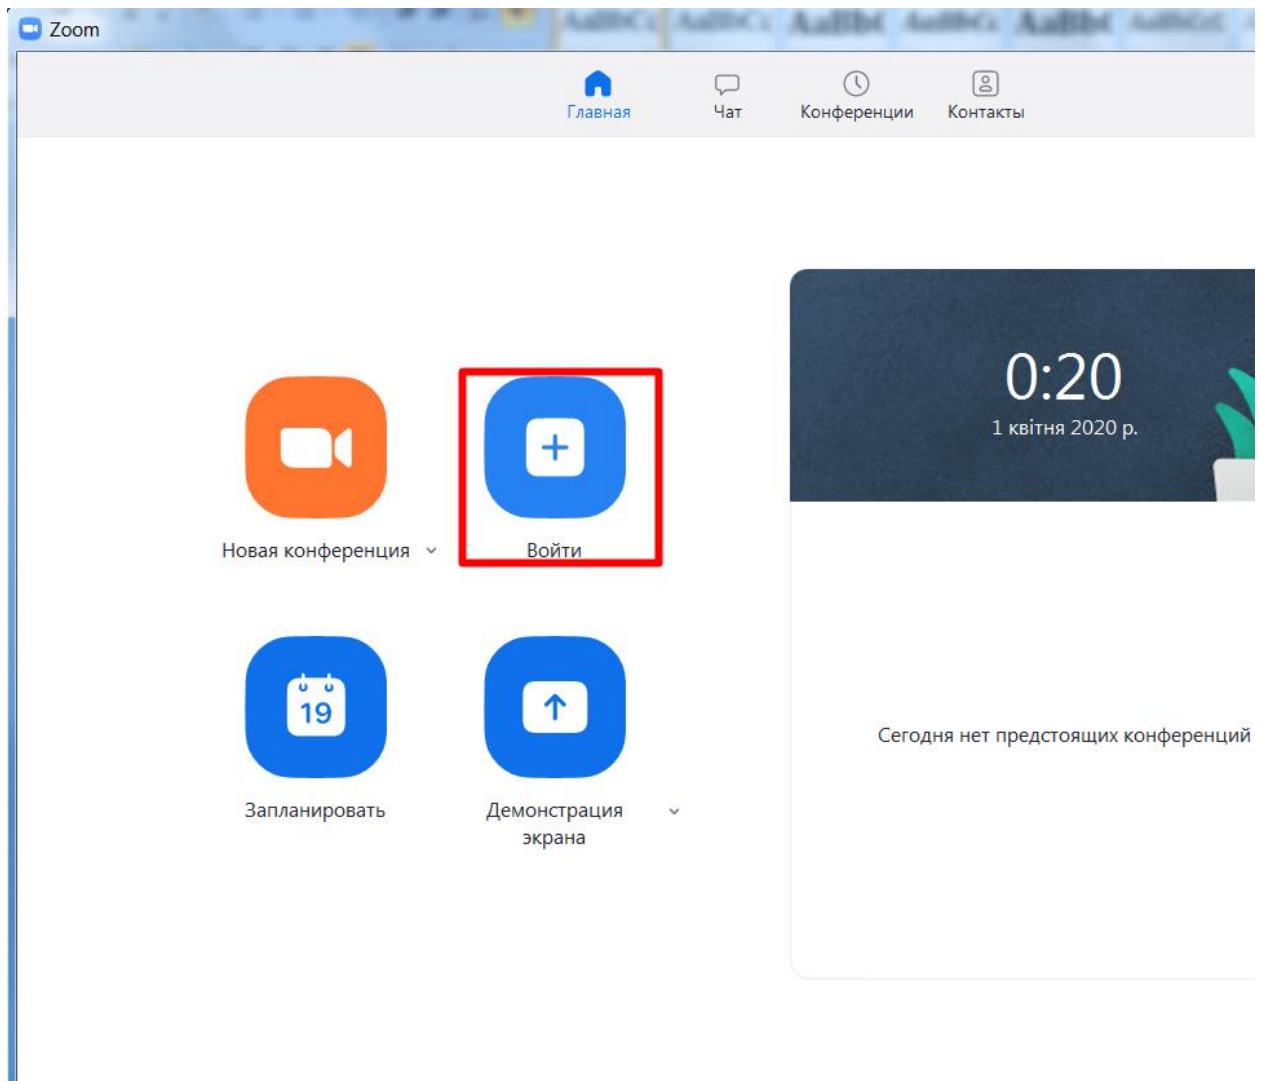 Zoom
Главная
Чат
Конференции
Контакты
0:20
1 квітня 2020 р.
Новая конференция
Войти
19
Сегодня нет предстоящих конференций
Запланировать
Демонстрация
экрана